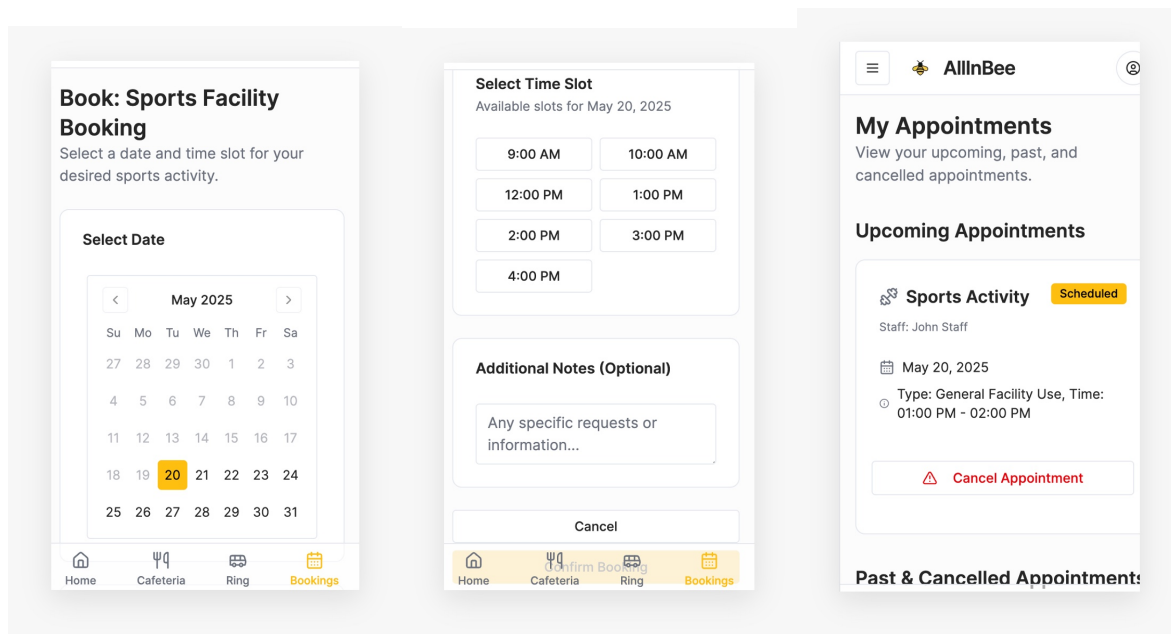 Book: Sports Facility
Booking
Select a date and time slot for your
desired sports activity.
Select Date
May 2025
Su Mo Tu We Th Fr Sa
27 28 29 30 1 2 3
4 5 6 7 8 9 10
11 12 13 14 15 16 17
18 19 20 21 22 23 24
25 26 27 28 29 30 31
Home Cafeteria Ring Bookings
Select Time Slot
Available slots for May 20, 2025
9:00 AM 10:00 AM
12:00 PM 1:00 PM
2:00 PM 3:00 PM
4:00 PM
Additional Notes (Optional)
Any specific requests or
information...
Cancel
Confirm Booking
Home Cafeteria Ring Bookings
AllInBee
My Appointments
View your upcoming, past, and
cancelled appointments.
Upcoming Appointments
Sports Activity Scheduled
Staff: John Staff
May 20, 2025
Type: General Facility Use, Time:
01:00 PM - 02:00 PM
Cancel Appointment
Past & Cancelled Appointments